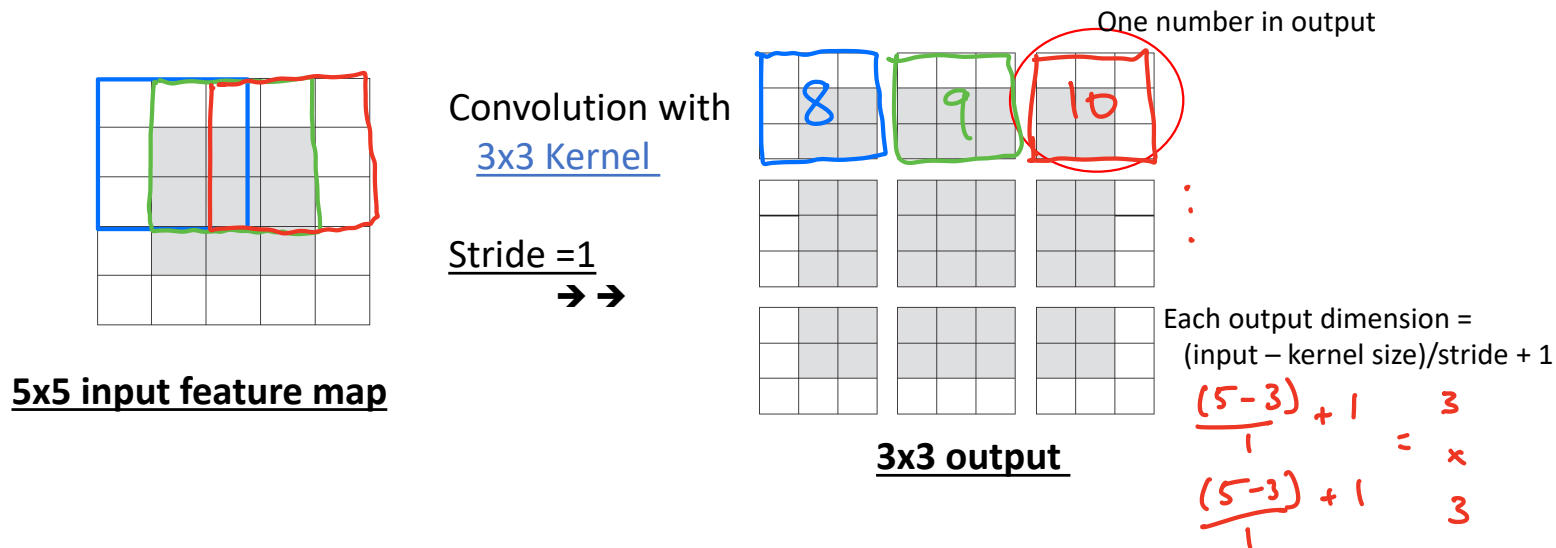 One number in output
8
9
10
Convolution with
3x3 Kernel
Stride =1
➔ ➔
5x5 input feature map
3x3 output
Each output dimension =
(input – kernel size)/stride + 1
(5-3)/1 + 1 = 3
x
(5-3)/1 + 1 3